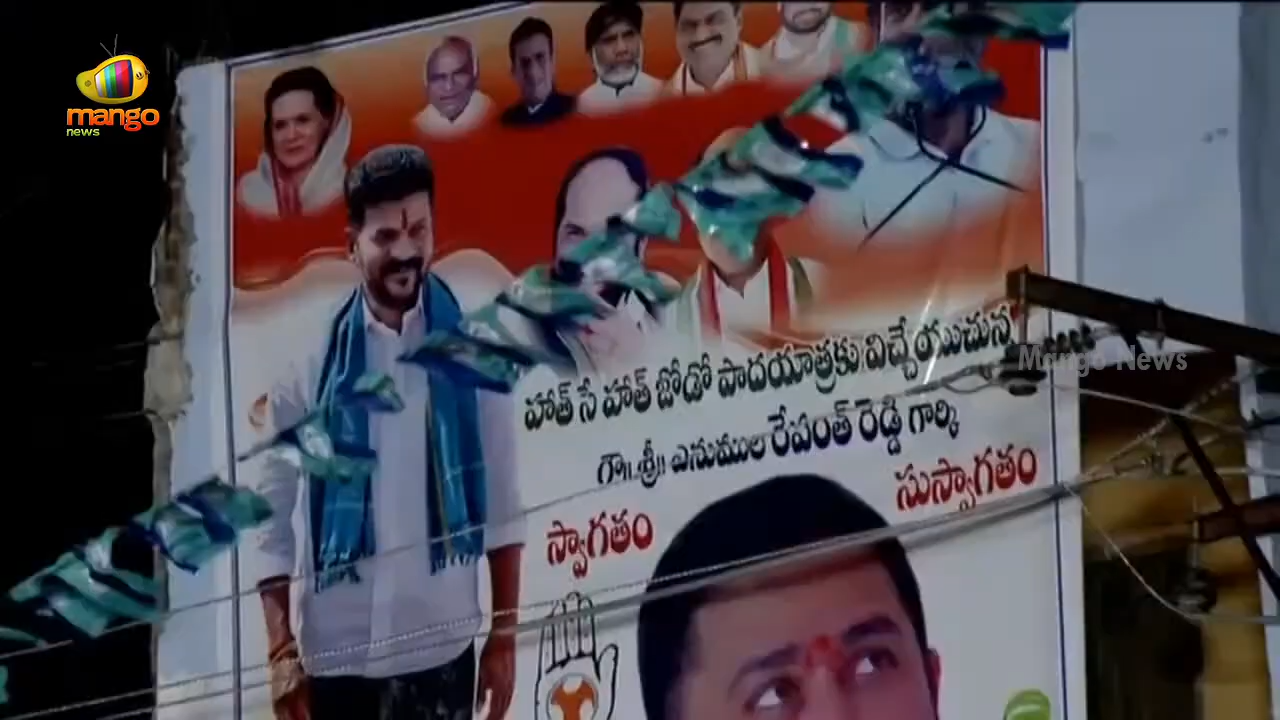 mango
news
Mango News
హాత్ సే హాత్ జోడో పాదయాత్రకు విచ్చేయుచున్న
గౌ॥శ్రీ॥ ఎనుముల రేవంత్ రెడ్డి గార్కి
స్వాగతం సుస్వాగతం